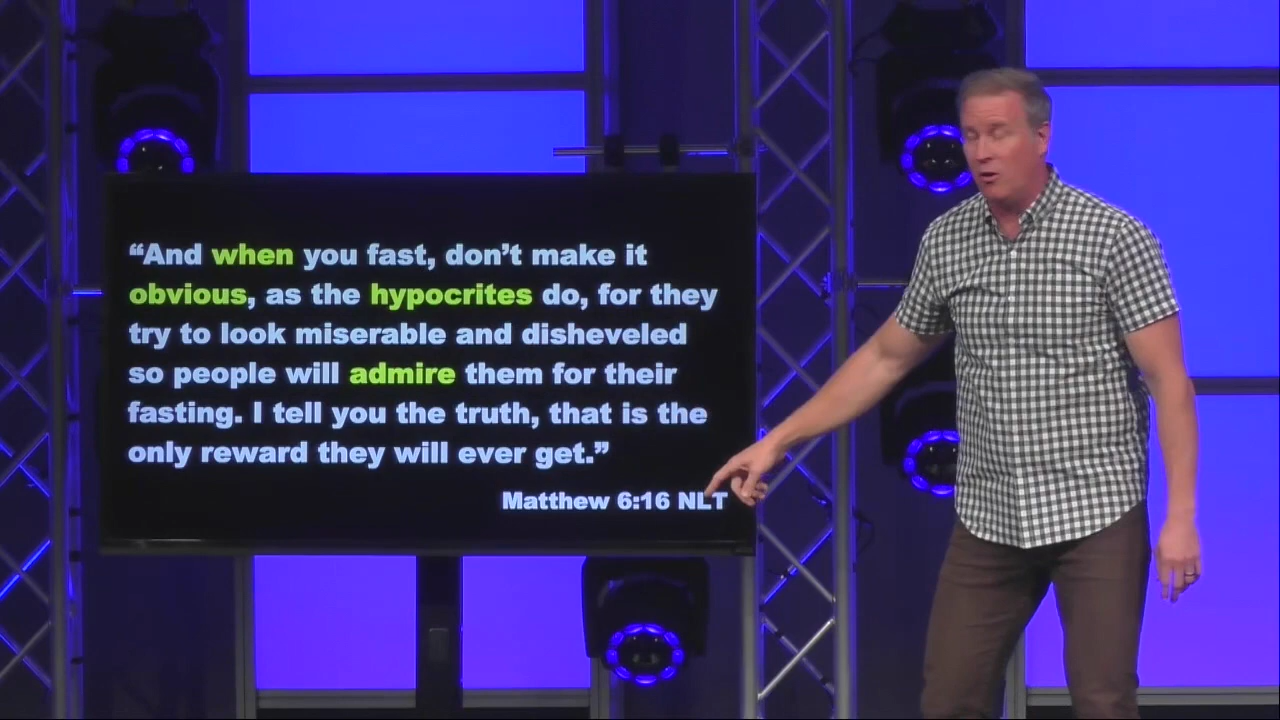 “And when you fast, don’t make it
obvious, as the hypocrites do, for they
try to look miserable and disheveled
so people will admire them for their
fasting. I tell you the truth, that is the
only reward they will ever get.”
Matthew 6:16 NLT